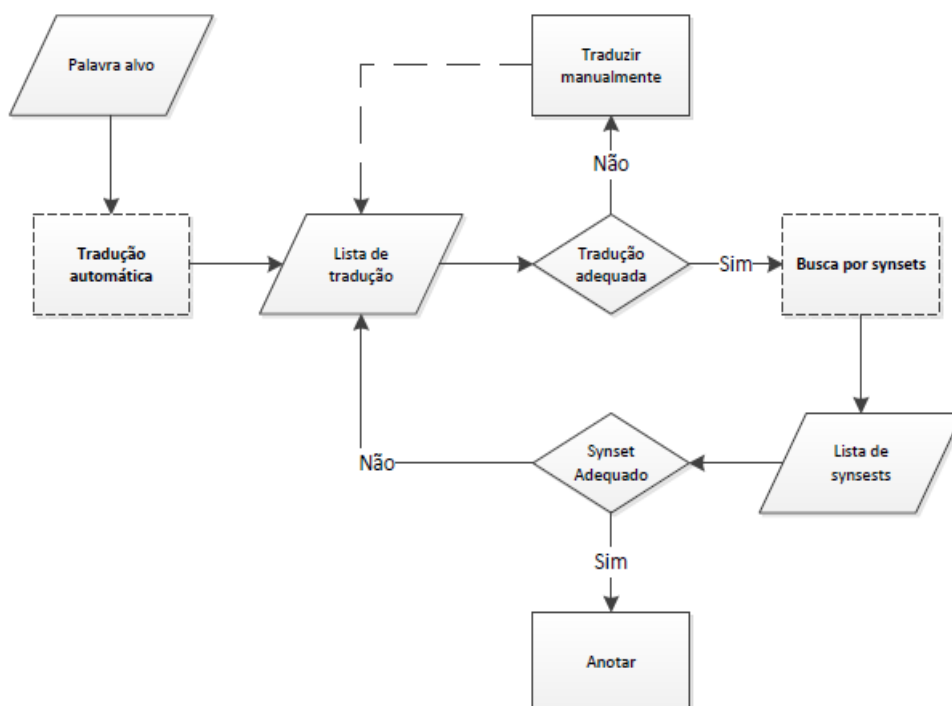 Palavra alvo
Traduzir
manualmente
Não
Tradução
automática
Lista de
tradução
Tradução
adequada
Sim
Busca por synsets
Não
Synset
Adequado
Lista de
synsests
Sim
Anotar